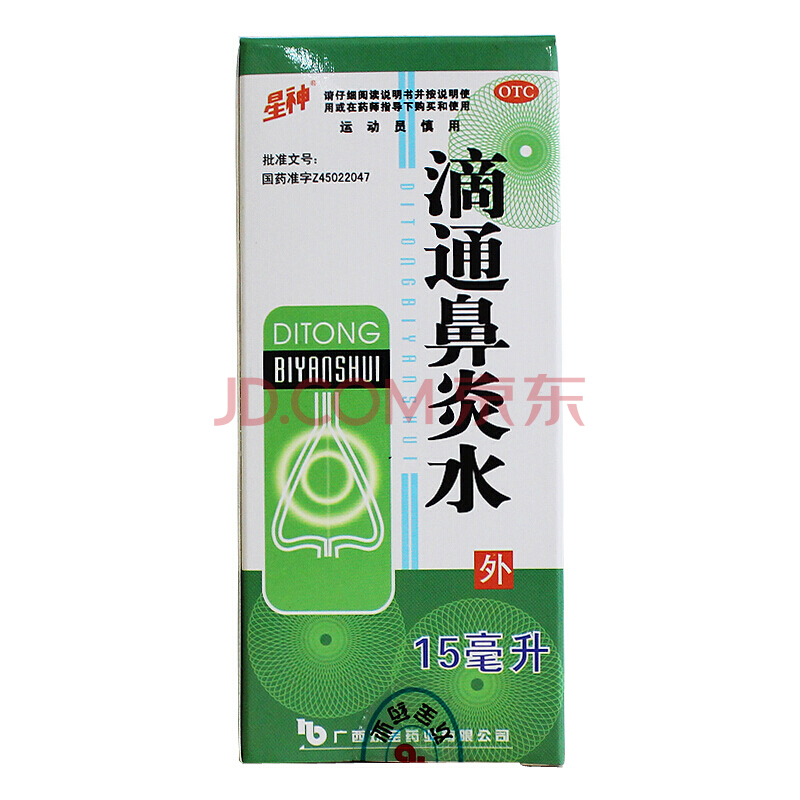 星神®
请仔细阅读说明书并按说明使
用或在药师指导下购买和使用
运动员慎用
OTC
批准文号：
国药准字Z45022047
滴通鼻炎水
DITONGBIYANSHUI
DITONG
BIYANSHUI
JD.COM 京东
外
15毫升